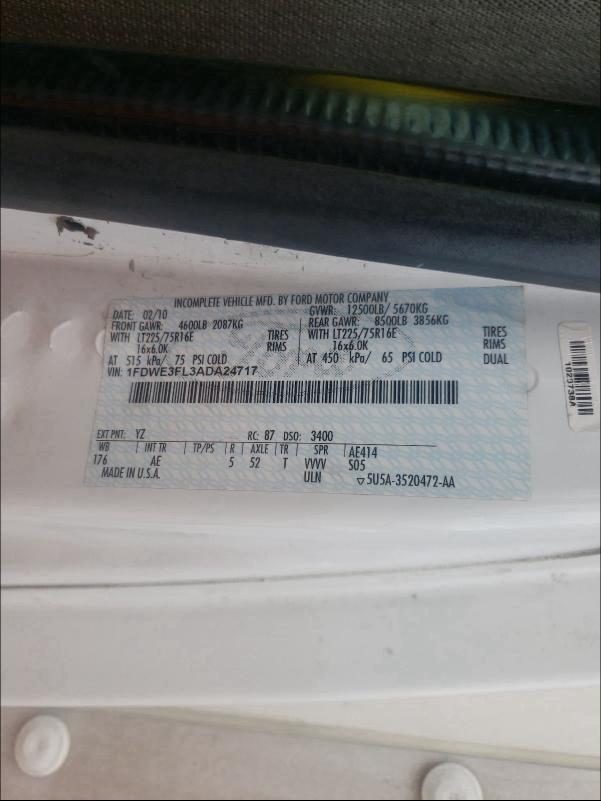 INCOMPLETE VEHICLE MFD. BY FORD MOTOR COMPANY
DATE: 02/10 GVWR: 12500LB/ 5670KG
FRONT GAWR: 4600LB 2087KG REAR GAWR: 8500LB 3856KG
WITH LT225/75R16E TIRES WITH LT225/75R16E TIRES
16x6.0K RIMS 16x6.0K RIMS
AT 515 kPa/ 75 PSI COLD AT 450 kPa/ 65 PSI COLD DUAL
VIN: 1FDWE3FL3ADA24717
EXT PNT: YZ RC: 87 DSO: 3400
WB INT TR TP/PS R AXLE TR SPR AE414
176 AE 5 52 T VVVV S05
MADE IN U.S.A. ULN ▽5U5A-3520472-AA